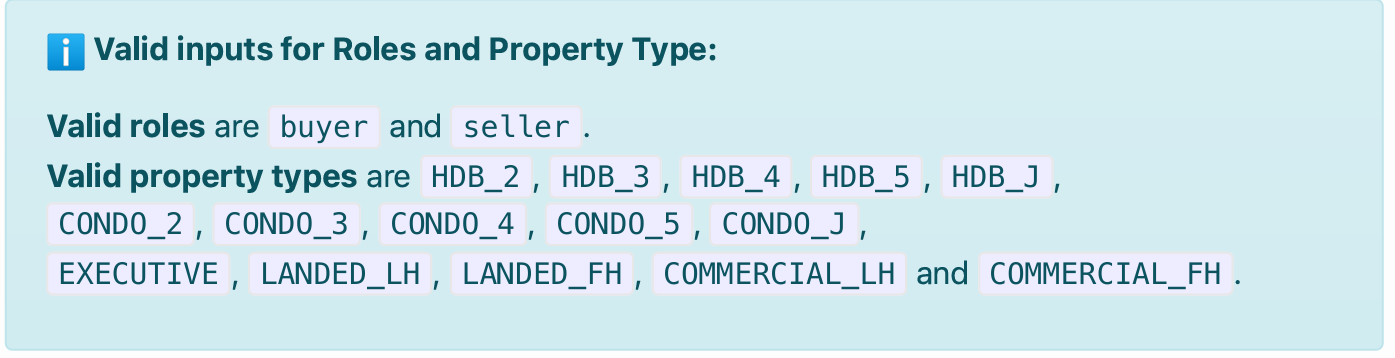 ℹ️ Valid inputs for Roles and Property Type:
Valid roles are buyer and seller.
Valid property types are HDB_2, HDB_3, HDB_4, HDB_5, HDB_J,
CONDO_2, CONDO_3, CONDO_4, CONDO_5, CONDO_J,
EXECUTIVE, LANDED_LH, LANDED_FH, COMMERCIAL_LH and COMMERCIAL_FH.